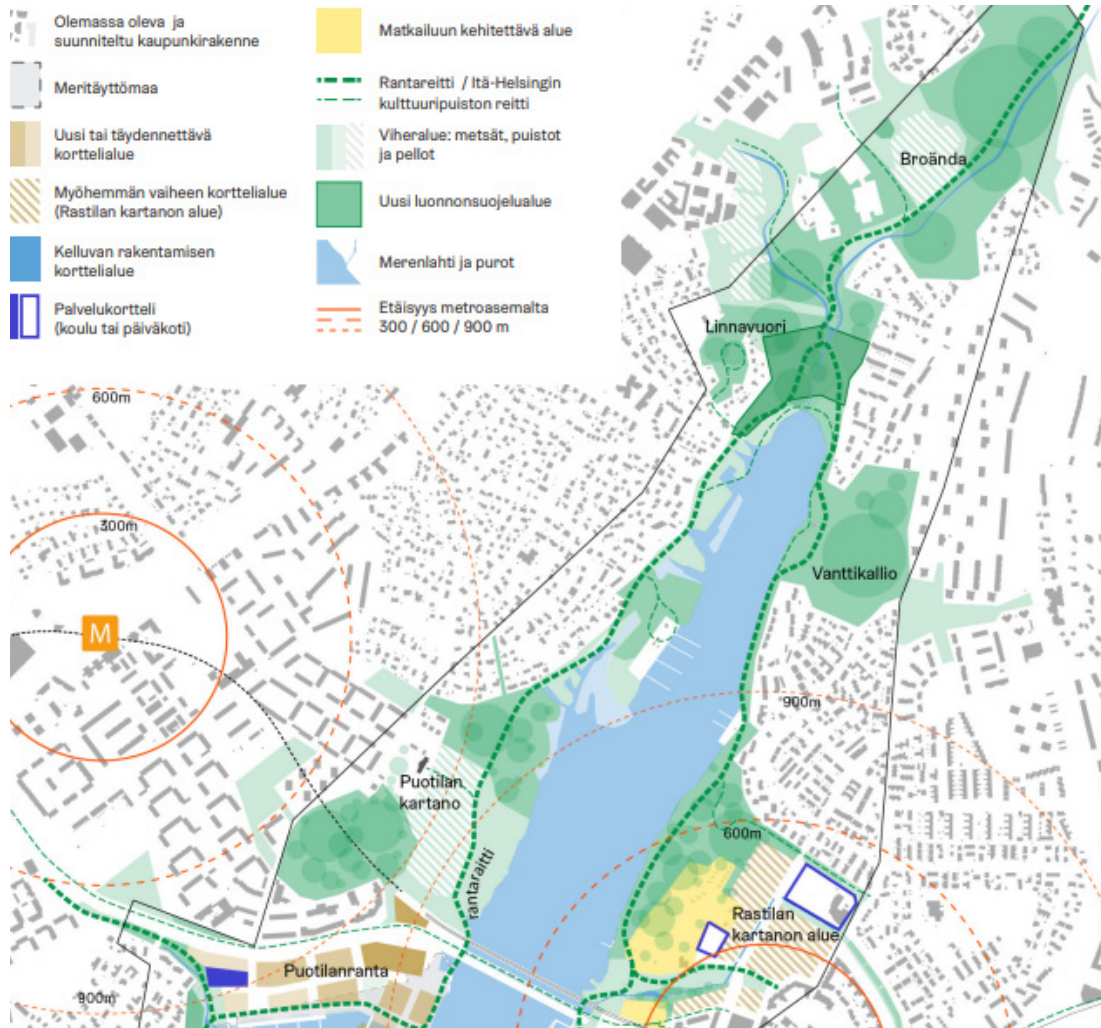 Olemassa oleva ja
suunniteltu kaupunkirakenne
Meritäyttömaa
Uusi tai täydennettävä
korttelialue
Myöhemmän vaiheen korttelialue
(Rastilan kartanon alue)
Kelluvan rakentamisen
korttelialue
Palvelukortteli
(koulu tai päiväkoti)
Matkailuun kehitettävä alue
Rantareitti / Itä-Helsingin
kulttuuripuiston reitti
Viheralue: metsät, puistot
ja pellot
Uusi luonnonsuojelualue
Merenlahti ja purot
Etäisyys metroasemalta
300 / 600 / 900 m
Broända
Linnavuori
600m
300m
M
Vanttikallio
900m
Puotilan
kartano
600m
rantaraitti
Rastilan
kartanon alue
Puotilanranta
900m